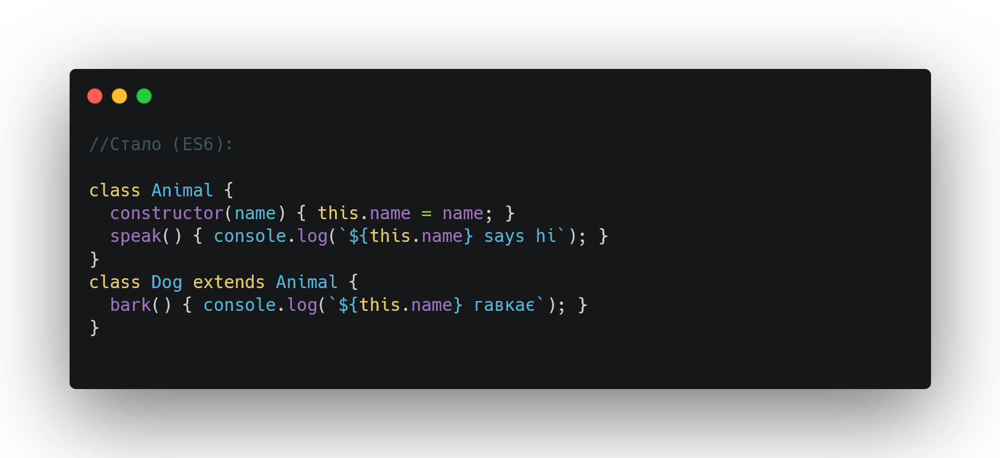 //Стало (ES6):
class Animal {
  constructor(name) { this.name = name; }
  speak() { console.log(`${this.name} says hi`); }
}
class Dog extends Animal {
  bark() { console.log(`${this.name} гавкає`); }
}